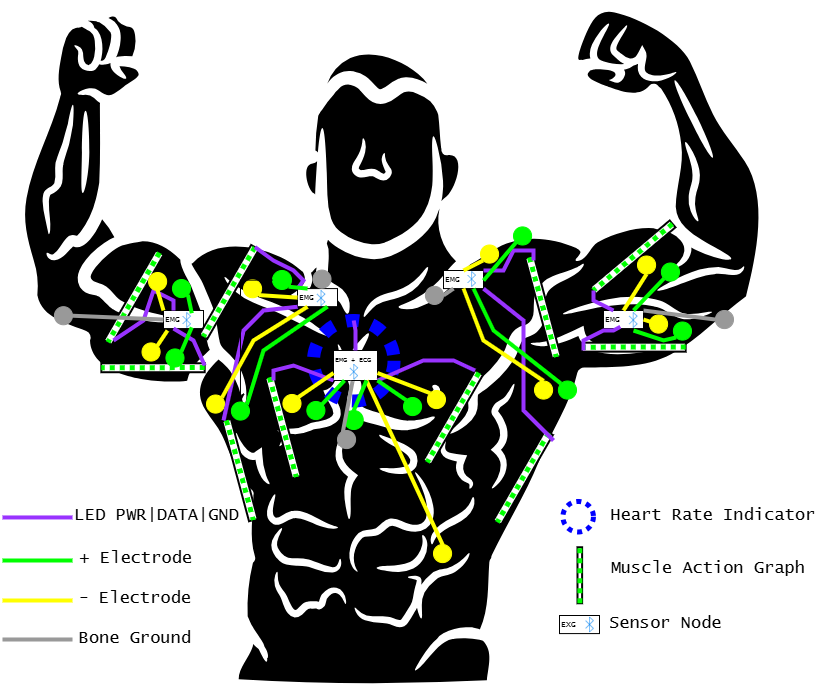 EMG
EMG
EMG
EMG
EMG + ECG
LED PWR|DATA|GND
+ Electrode
- Electrode
Bone Ground
Heart Rate Indicator
Muscle Action Graph
EXG
Sensor Node